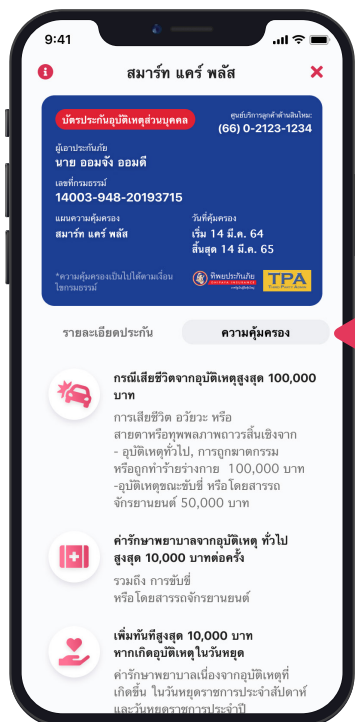 9:41
สมาร์ท แคร์ พลัส
บัตรประกันอุบัติเหตุส่วนบุคคล
ศูนย์บริการลูกค้าด้านสินไหม:
(66) 0-2123-1234
ผู้เอาประกันภัย
นาย ออมจัง ออมดี
เลขที่กรมธรรม์
14003-948-20193715
แผนความคุ้มครอง
สมาร์ท แคร์ พลัส
วันที่คุ้มครอง
เริ่ม 14 มี.ค. 64
สิ้นสุด 14 มี.ค. 65
*ความคุ้มครองเป็นไปได้ตามเงื่อน
ไขกรมธรรม์
ทิพยประกันภัย
DHIPAYA INSURANCE
TPA
รายละเอียดประกัน
ความคุ้มครอง
กรณีเสียชีวิตจากอุบัติเหตุสูงสุด 100,000
บาท
การเสียชีวิต อวัยวะ หรือ
สายตาหรือทุพพลภาพถาวรสิ้นเชิงจาก
- อุบัติเหตุทั่วไป, การถูกฆาตกรรม
หรือถูกทำร้ายร่างกาย 100,000 บาท
-อุบัติเหตุขณะขับขี่ หรือโดยสารรถ
จักรยานยนต์ 50,000 บาท
ค่ารักษาพยาบาลจากอุบัติเหตุ ทั่วไป
สูงสุด 10,000 บาทต่อครั้ง
รวมถึง การขับขี่
หรือโดยสารรถจักรยานยนต์
เพิ่มทันทีสูงสุด 10,000 บาท
หากเกิดอุบัติเหตุในวันหยุด
ค่ารักษาพยาบาลเนื่องจากอุบัติเหตุที่
เกิดขึ้น ในวันหยุดราชการประจำสัปดาห์
และวันหยุดราชการประจำปี